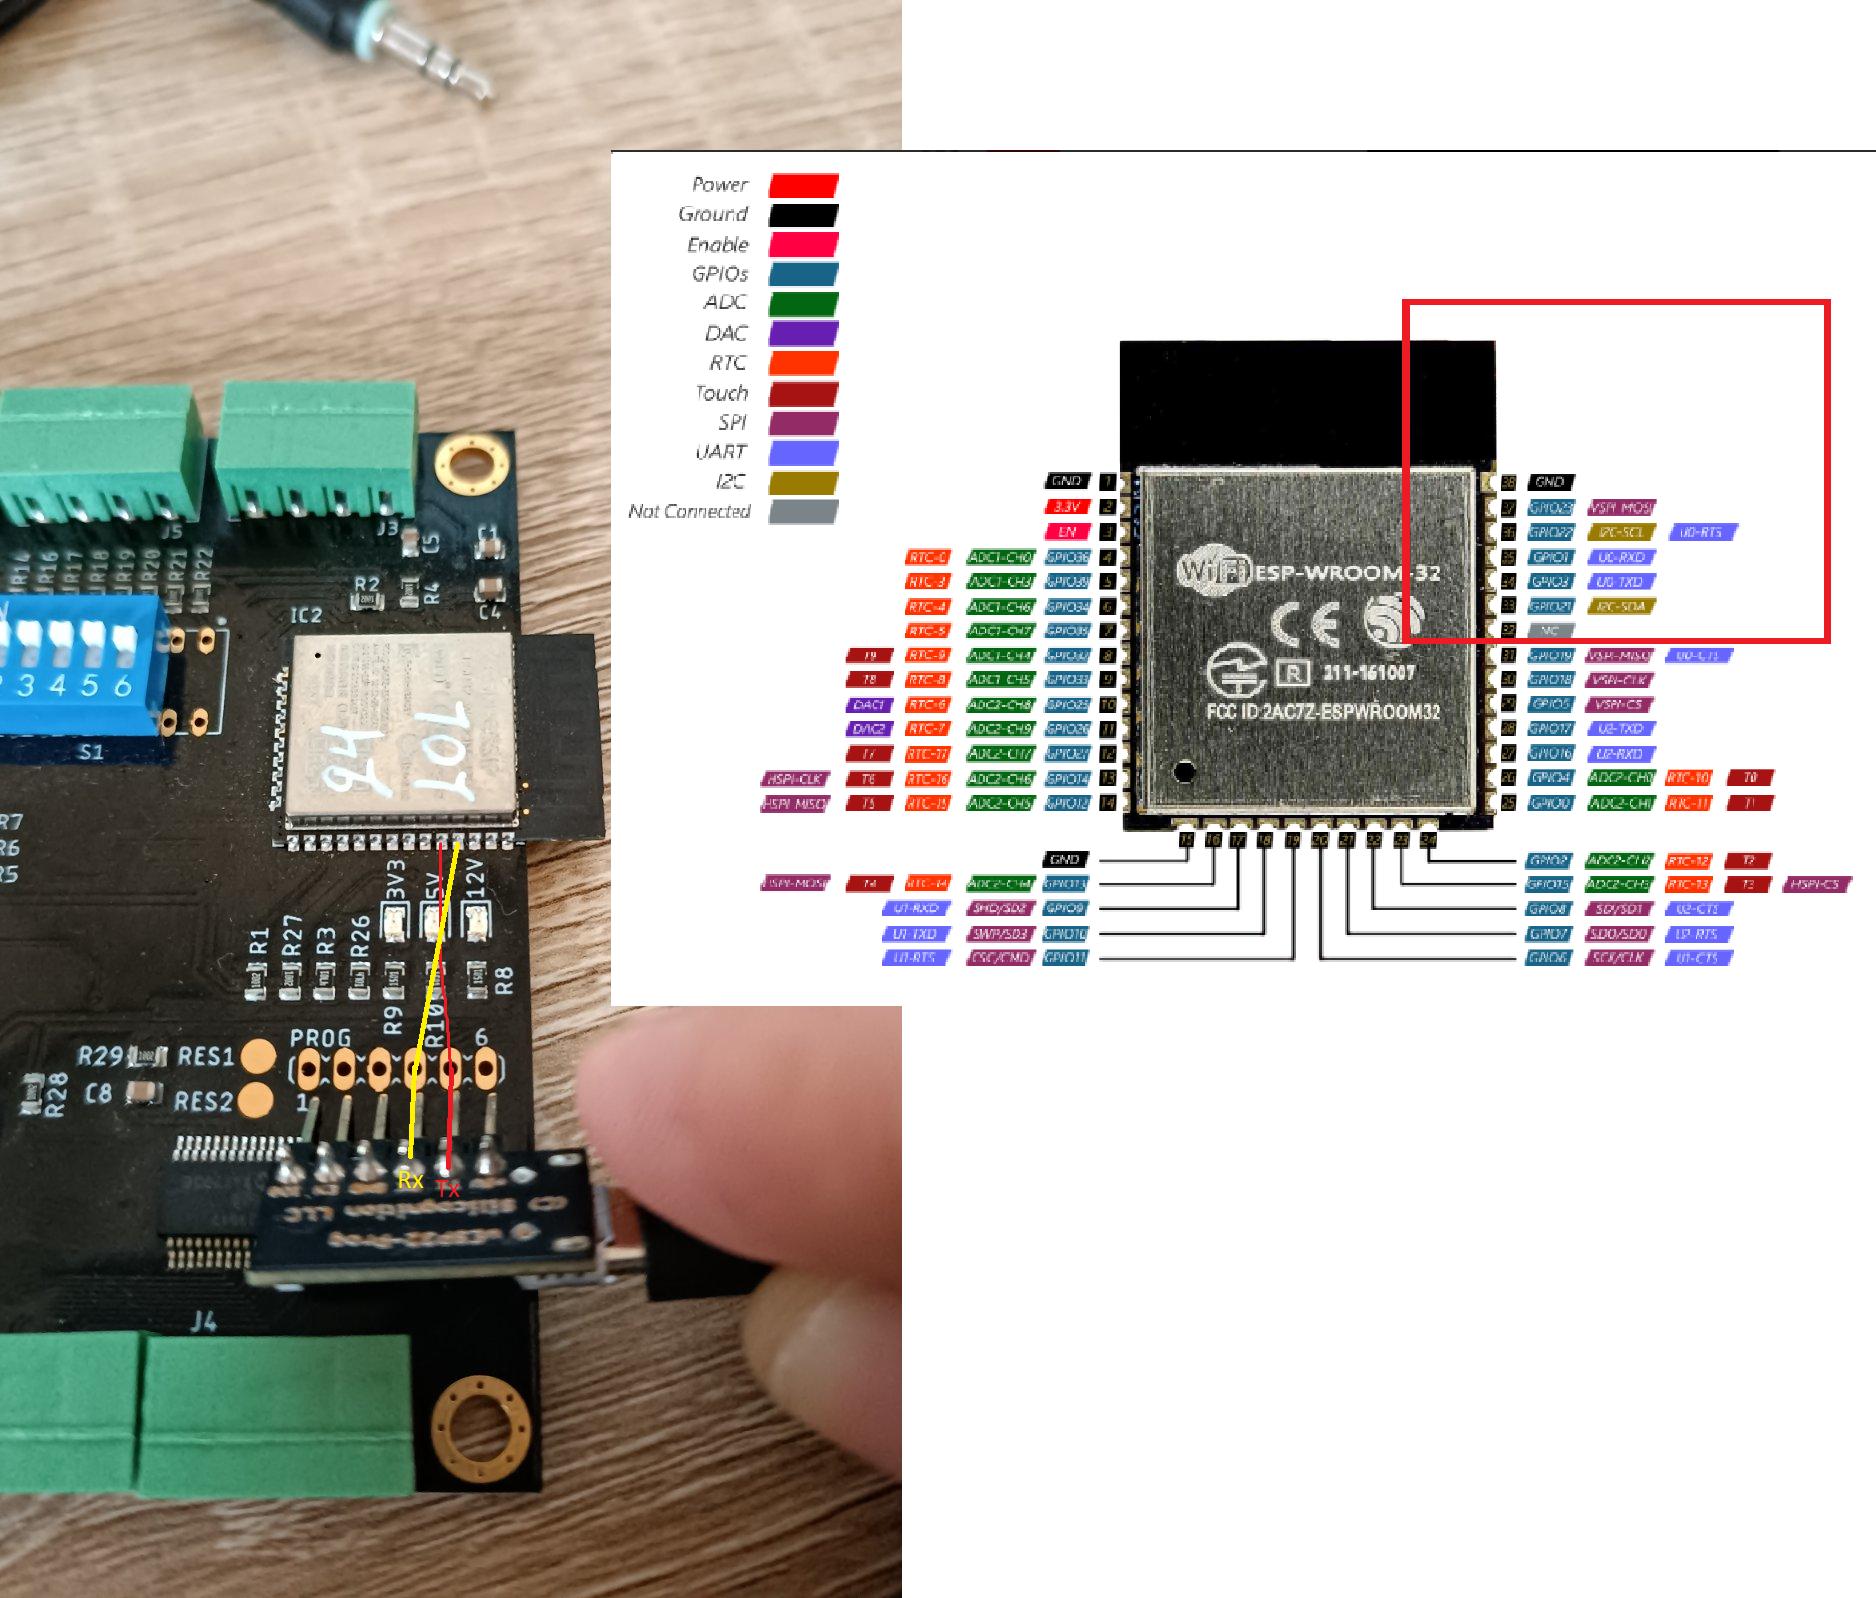 Power
Ground
Enable
GPIOs
ADC
DAC
RTC
Touch
SPI
UART
I2C
Not Connected
GND 1
3.3V 2
EN 3
RTC-0 ADC1-CH0 GPIO36 4
RTC-3 ADC1-CH3 GPIO39 5
RTC-4 ADC1-CH6 GPIO34 6
RTC-5 ADC1-CH7 GPIO35 7
T9 RTC-9 ADC1-CH4 GPIO32 8
T8 RTC-8 ADC1-CH5 GPIO33 9
DAC1 RTC-6 ADC2-CH8 GPIO25 10
DAC2 RTC-7 ADC2-CH9 GPIO26 11
T7 RTC-17 ADC2-CH7 GPIO27 12
HSPI-CLK T6 RTC-16 ADC2-CH6 GPIO14 13
HSPI-MISO T5 RTC-15 ADC2-CH5 GPIO12 14
GND
HSPI-MOSI T4 RTC-14 ADC2-CH4 GPIO13
U1-RXD SHD/SD2 GPIO9
U1-TXD SWP/SD3 GPIO10
U1-RTS CSC/CMD GPIO11
WiFi ESP-WROOM-32
CE
R 211-161007
FCC ID:2AC7Z-ESPWROOM32
15 16 17 18 19 20 21 22 23 24
38 GND
37 GPIO23 VSPI-MOSI
36 GPIO22 I2C-SCL U0-RTS
35 GPIO1 U0-RXD
34 GPIO3 U0-TXD
33 GPIO21 I2C-SDA
32 NC
31 GPIO19 VSPI-MISO U0-CTS
30 GPIO18 VSPI-CLK
29 GPIO5 VSPI-CS
28 GPIO17 U2-TXD
27 GPIO16 U2-RXD
26 GPIO4 ADC2-CH0 RTC-10 T0
25 GPIO0 ADC2-CH1 RTC-11 T1
GPIO2 ADC2-CH2 RTC-12 T2
GPIO15 ADC2-CH3 RTC-13 T3 HSPI-CS
GPIO8 SDI/SD1 U2-CTS
GPIO7 SDO/SD0 U2-RTS
GPIO6 SCK/CLK U1-CTS
J5
J3
C5
C1
R16 R17 R18 R19 R20 R21 R22
R2
R4
C4
IC2
3 4 5 6
S1
R7
R6
R5
3V3
5V
12V
R1
R27
R3
R26
R9
R10
R8
PROG
6
R29
RES1
R28
C8
RES2
1
Rx
Tx
(C) Silicognition LLC
J4